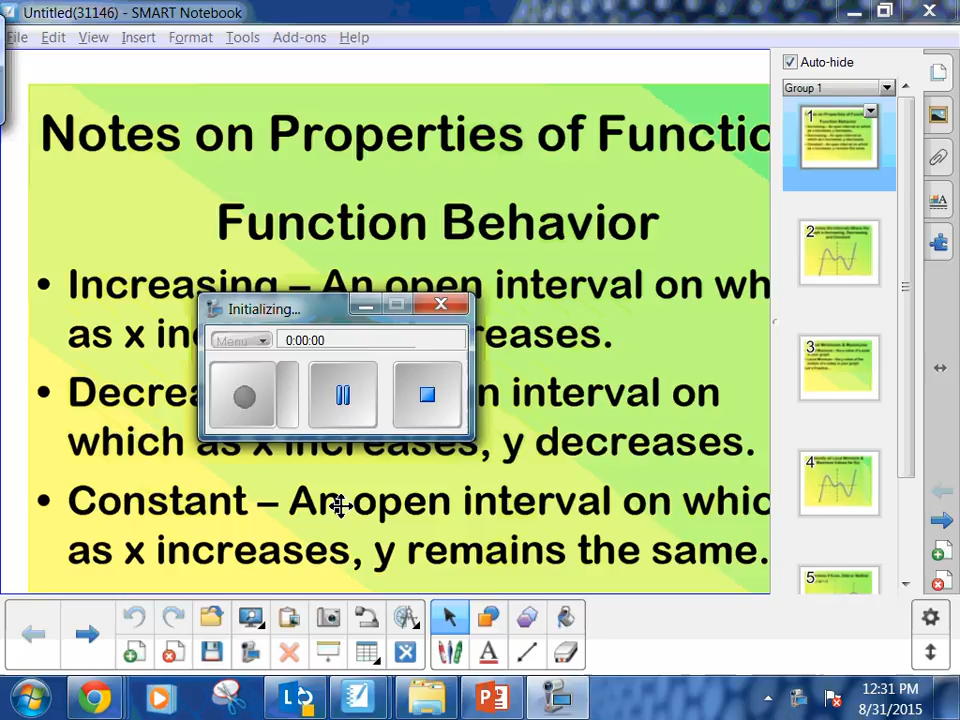 Untitled(31146) - SMART Notebook
File Edit View Insert Format Tools Add-ons Help
Auto-hide
Group 1
Notes on Properties of Functio
Function Behavior
• Increasing – An open interval on wh
as x in reases.
• Decrea n interval on
which as x increases, y decreases.
• Constant – An open interval on whic
as x increases, y remains the same.
Initializing...
Menu 0:00:00
1
2
3
4
5
12:31 PM
8/31/2015